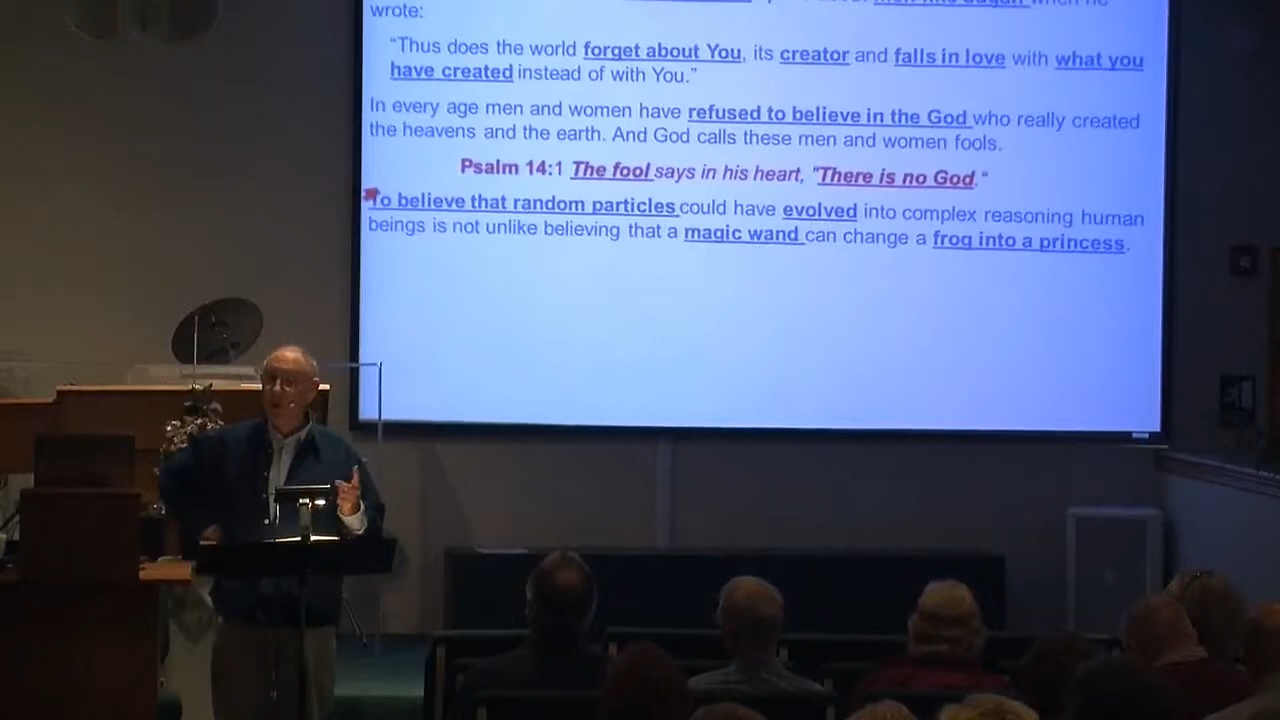 wrote:
“Thus does the world forget about You, its creator and falls in love with what you
have created instead of with You.”
In every age men and women have refused to believe in the God who really created
the heavens and the earth. And God calls these men and women fools.
Psalm 14:1 The fool says in his heart, "There is no God."
To believe that random particles could have evolved into complex reasoning human
beings is not unlike believing that a magic wand can change a frog into a princess.